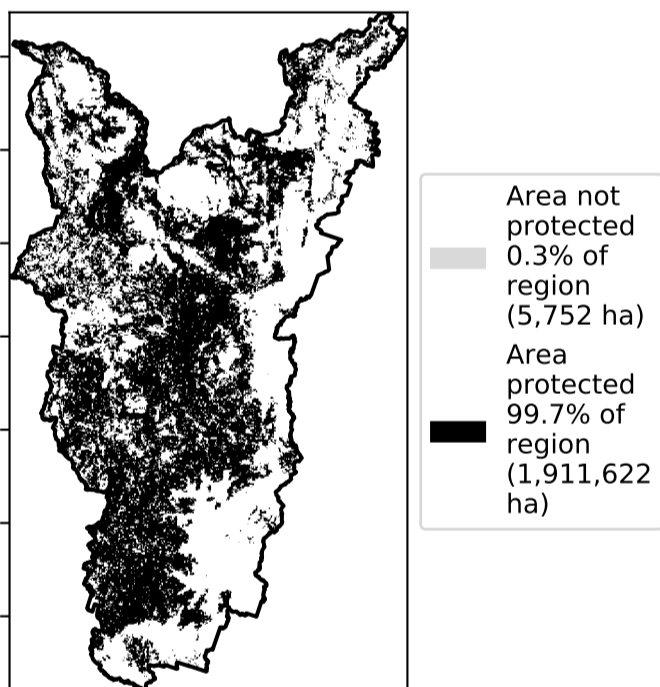 Area not
protected
0.3% of
region
(5,752 ha)
Area
protected
99.7% of
region
(1,911,622
ha)